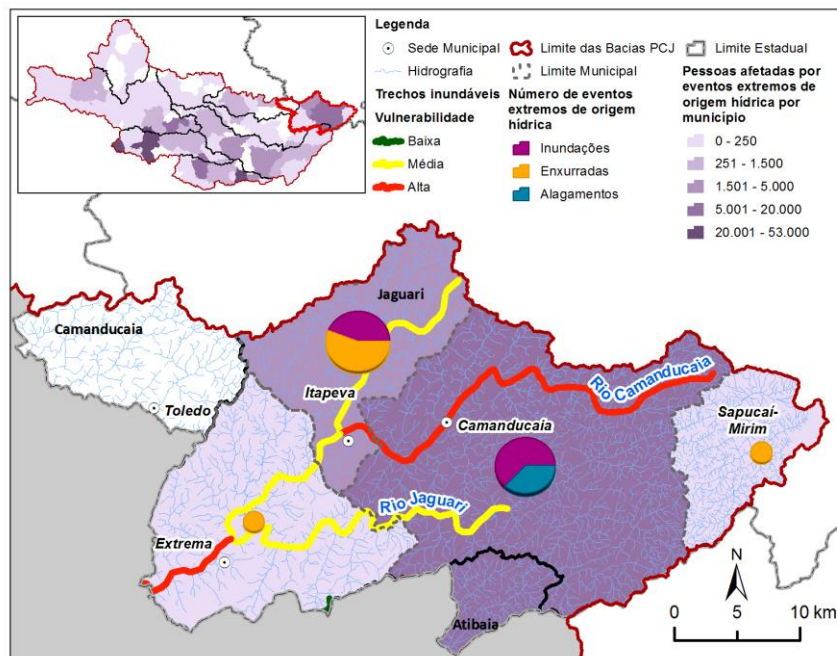 Legenda
Sede Municipal
Limite das Bacias PCJ
Limite Estadual
Hidrografia
Limite Municipal
Trechos inundáveis
Vulnerabilidade
Baixa
Média
Alta
Número de eventos
extremos de origem
hídrica
Inundações
Enxurradas
Alagamentos
Pessoas afetadas por
eventos extremos de
origem hídrica por
município
0 - 250
251 - 1.500
1.501 - 5.000
5.001 - 20.000
20.001 - 53.000
Jaguari
Camanducaia
Rio Camanducaia
Itapeva
Toledo
Camanducaia
Sapucaí-
Mirim
Rio Jaguari
Extrema
Atibaia
N
0 5 10 km